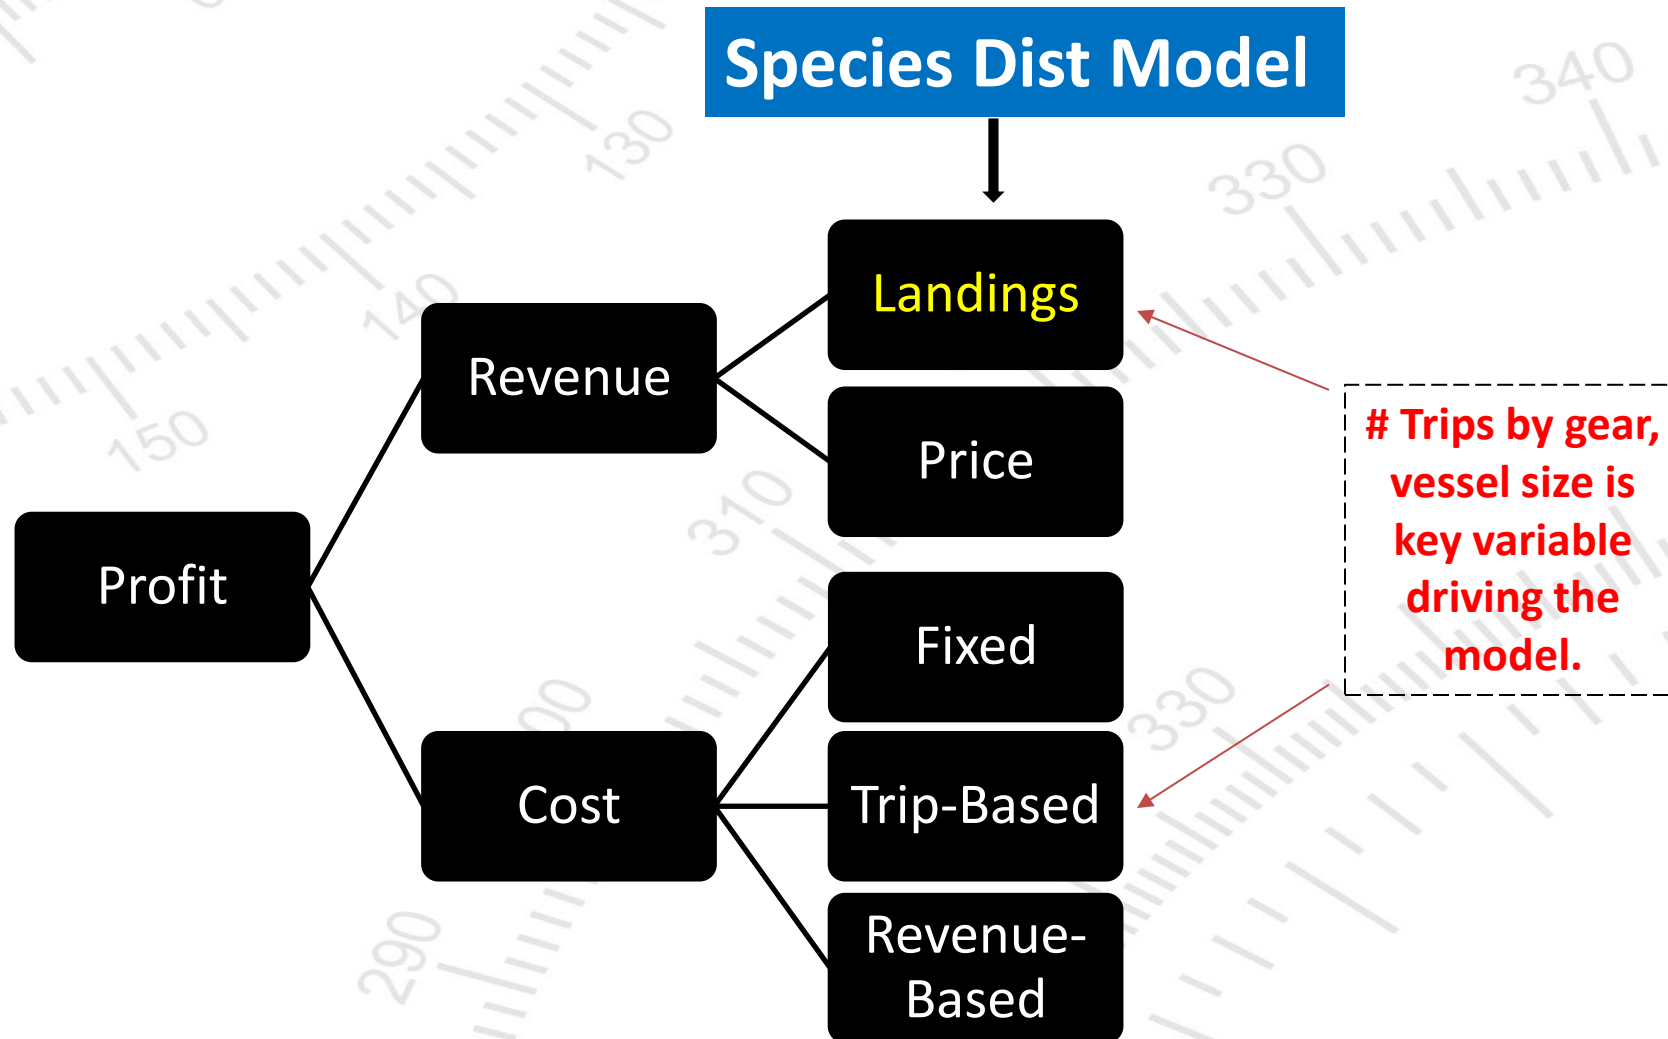 Species Dist Model
340
130
330
Landings
140
Revenue
# Trips by gear,
vessel size is
key variable
driving the
model.
150
Price
310
Profit
Fixed
330
00
Cost
Trip-Based
290
Revenue-
Based